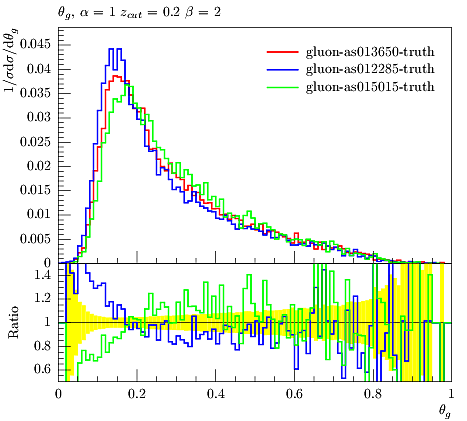 θg, α = 1 zcut = 0.2 β = 2
1/σdσ/dθg
0.045
0.04
0.035
0.03
0.025
0.02
0.015
0.01
0.005
0
gluon-as013650-truth
gluon-as012285-truth
gluon-as015015-truth
Ratio
1.4
1.2
1
0.8
0.6
0 0.2 0.4 0.6 0.8 1
θg